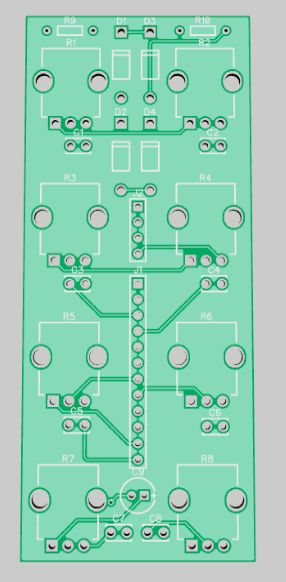 R9 D1 D3 R10
R1 R2
D2 D4
C1 C2
R3 J2 R4
C3 J1 C4
R5 R6
C5 C6
R7 C9 R8
+
C7 C8